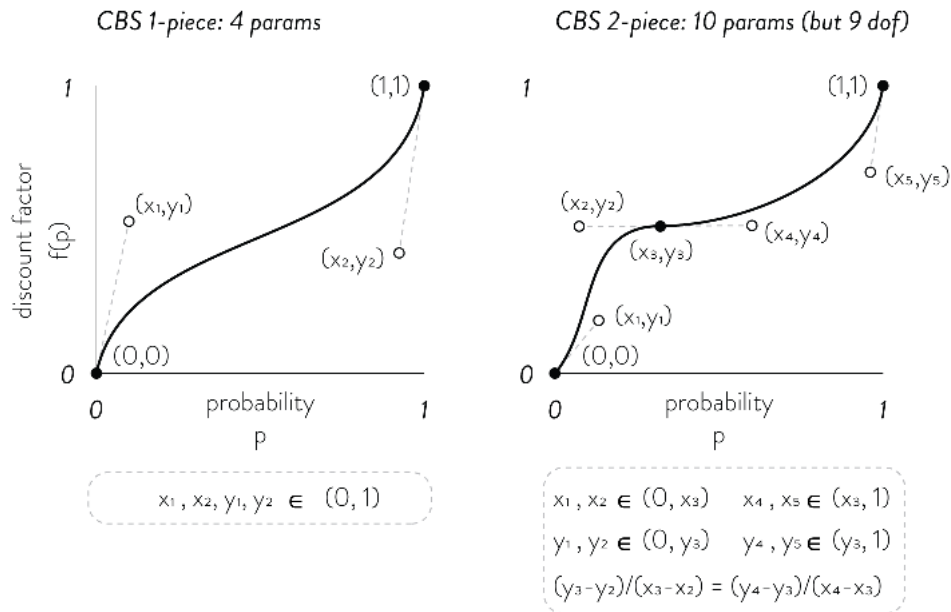 CBS 1-piece: 4 params
1
(1,1)
(x₁,y₁)
(x₂,y₂)
discount factor
f(p)
(0,0)
0
0
probability
1
p
x₁ , x₂, y₁, y₂ ∈ (0, 1)
CBS 2-piece: 10 params (but 9 dof)
1
(1,1)
(x₅,y₅)
(x₂,y₂)
(x₃,y₃)
(x₄,y₄)
(x₁,y₁)
(0,0)
0
0
probability
1
p
x₁ , x₂ ∈ (0, x₃) x₄ , x₅ ∈ (x₃, 1)
y₁ , y₂ ∈ (0, y₃) y₄ , y₅ ∈ (y₃, 1)
(y₃-y₂)/(x₃-x₂) = (y₄-y₃)/(x₄-x₃)